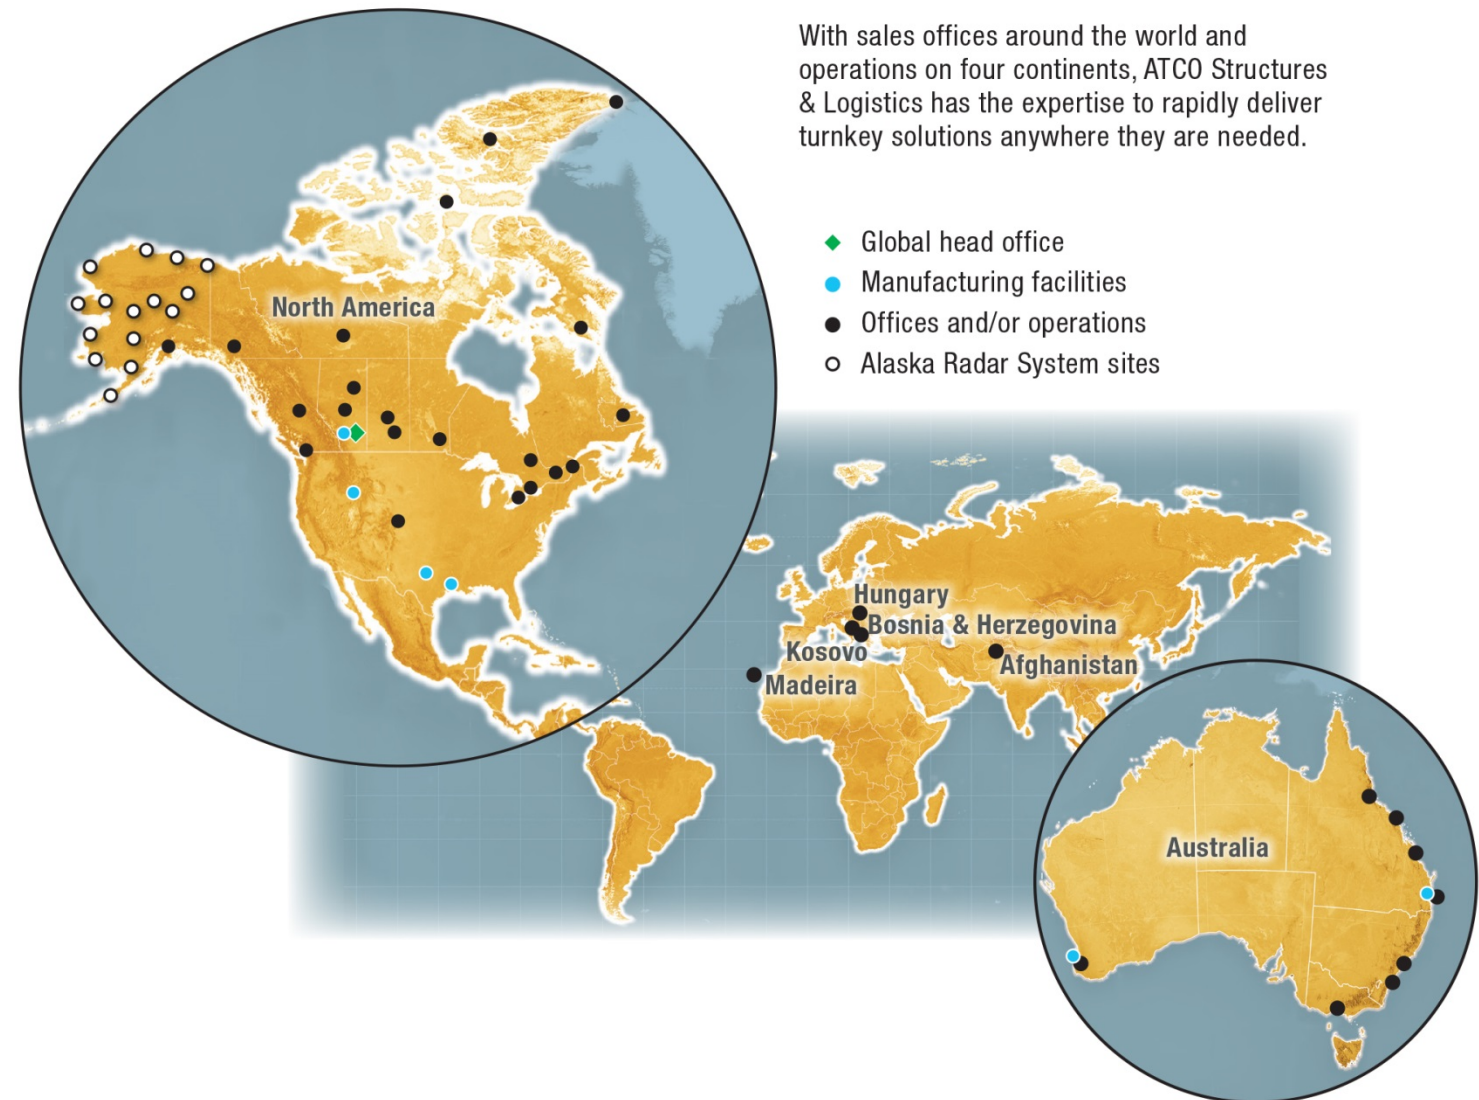 With sales offices around the world and
operations on four continents, ATCO Structures
& Logistics has the expertise to rapidly deliver
turnkey solutions anywhere they are needed.
Global head office
Manufacturing facilities
Offices and/or operations
Alaska Radar System sites
North America
Hungary
Bosnia & Herzegovina
Kosovo
Afghanistan
Madeira
Australia